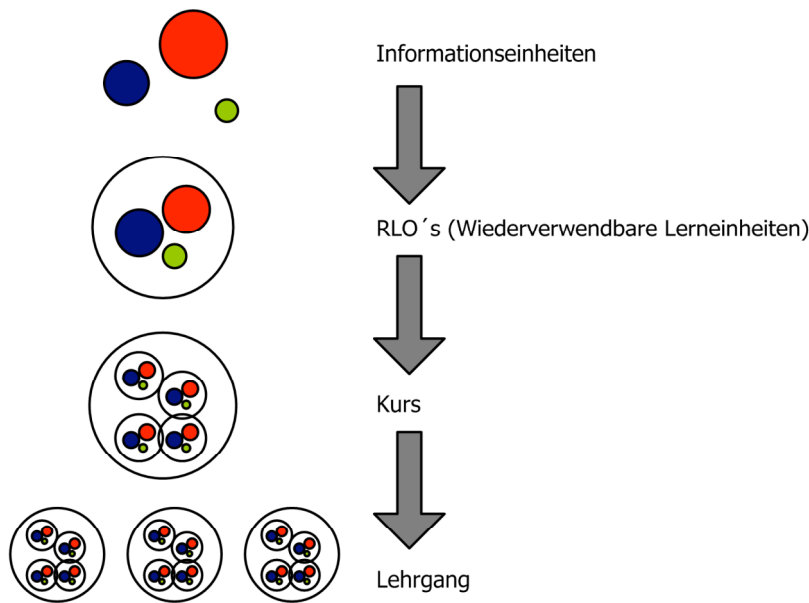 Informationseinheiten
RLO´s (Wiederverwendbare Lerneinheiten)
Kurs
Lehrgang